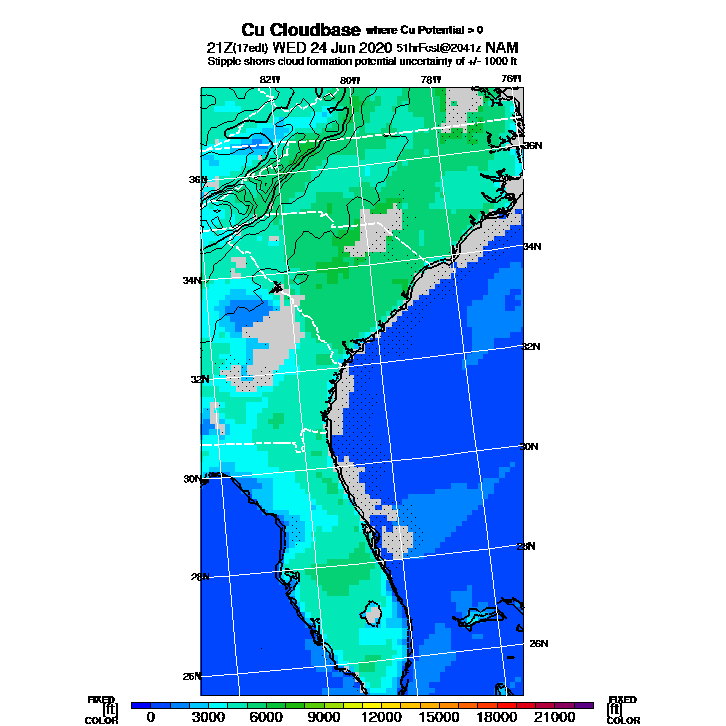 Cu Cloudbase where Cu Potential > 0
21Z(17edt) WED 24 Jun 2020 51hrFcst@2041z NAM
Stipple shows cloud formation potential uncertainty of +/- 1000 ft
82W 80W 78W 76W
36N
36N
34N
34N
32N
32N
30N
30N
28N
28N
26N
26N
FIXED FIXED
[ft] [ft]
COLOR COLOR
0 3000 6000 9000 12000 15000 18000 21000